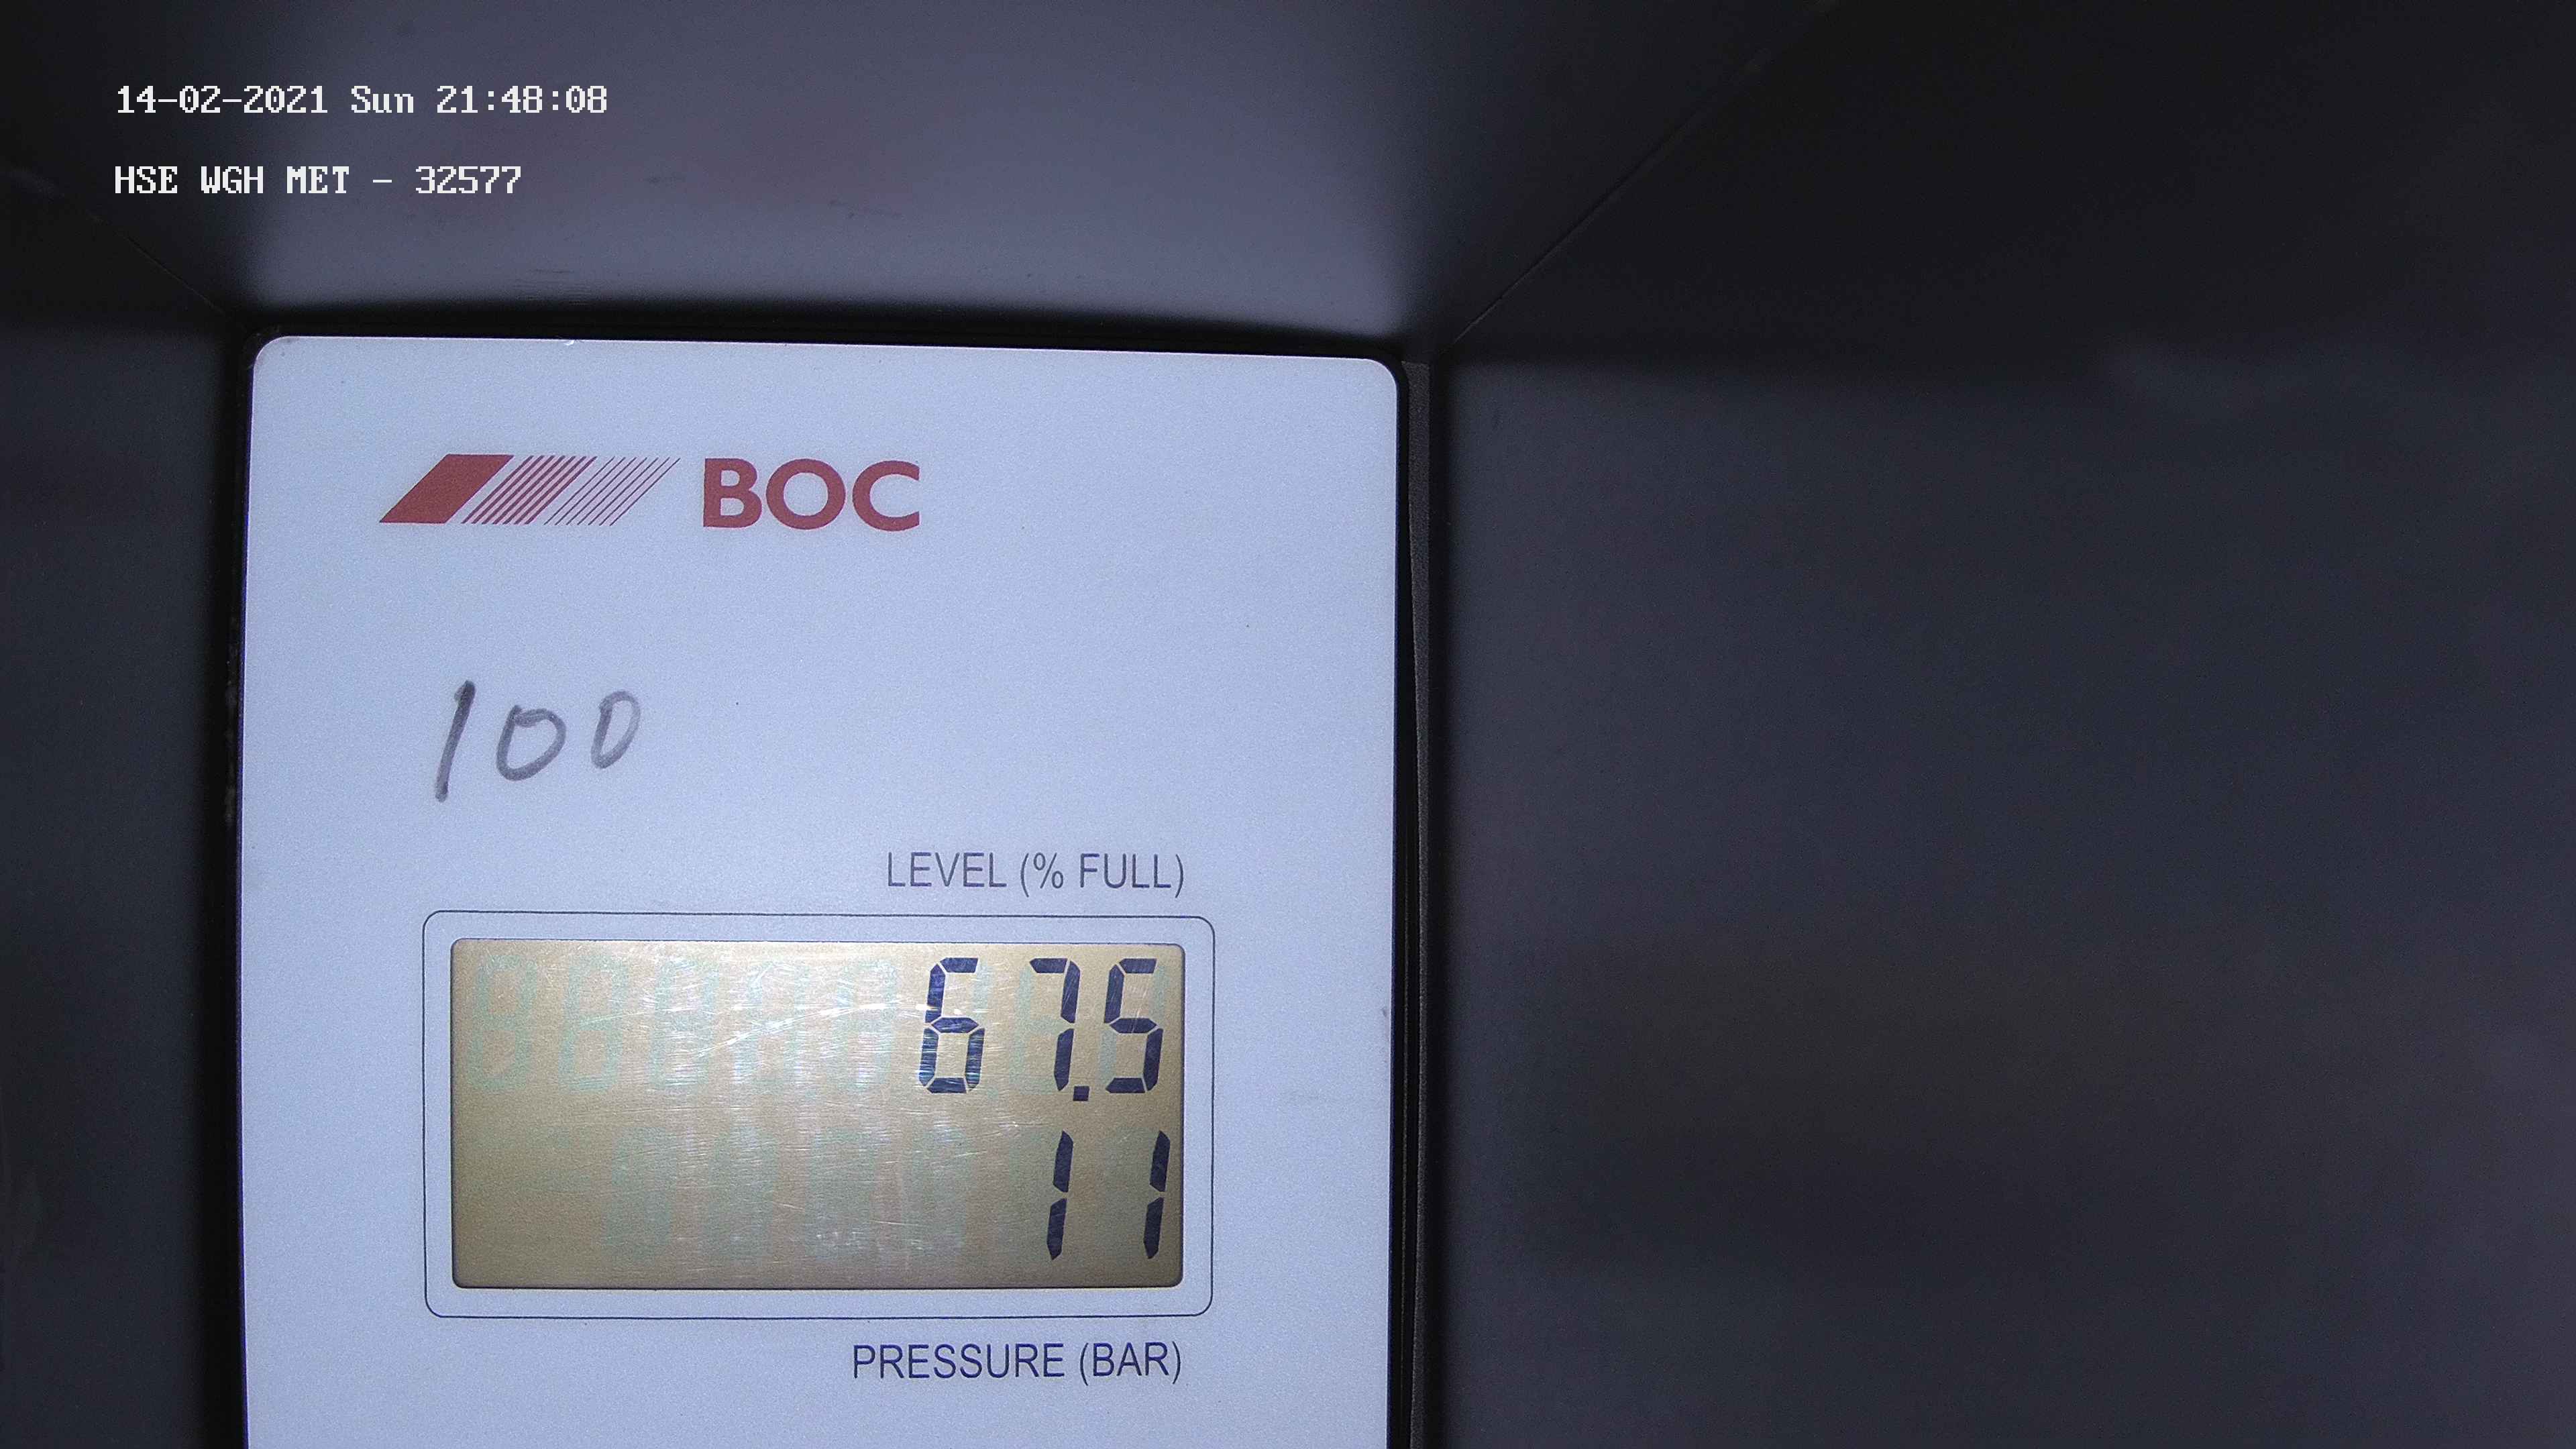 14-02-2021 Sun 21:48:08
HSE WGH MET - 32577
BOC
100
LEVEL (% FULL)
67.5
11
PRESSURE (BAR)